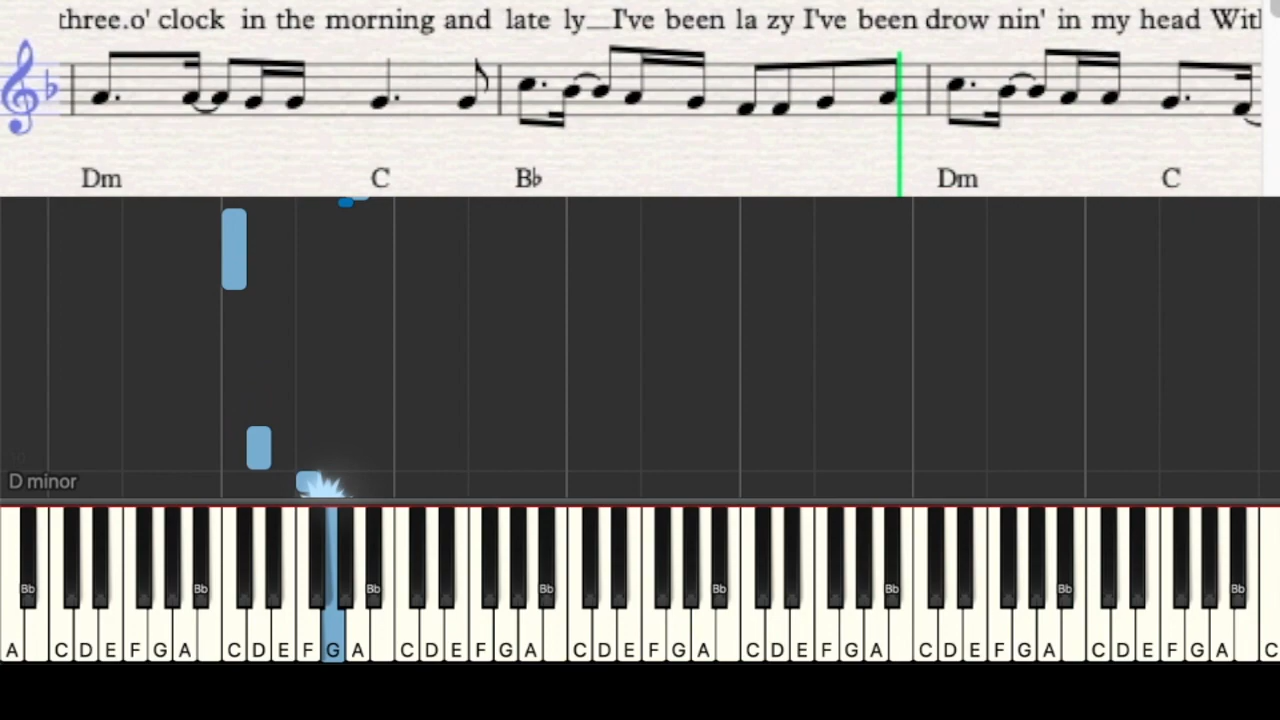 three.o' clock in the morning and late ly__I've been la zy I've been drow nin' in my head Wit
Dm C B♭ Dm C
D minor
Bb Bb Bb Bb Bb Bb Bb Bb
A C D E F G A C D E F G A C D E F G A C D E F G A C D E F G A C D E F G A C D E F G A C